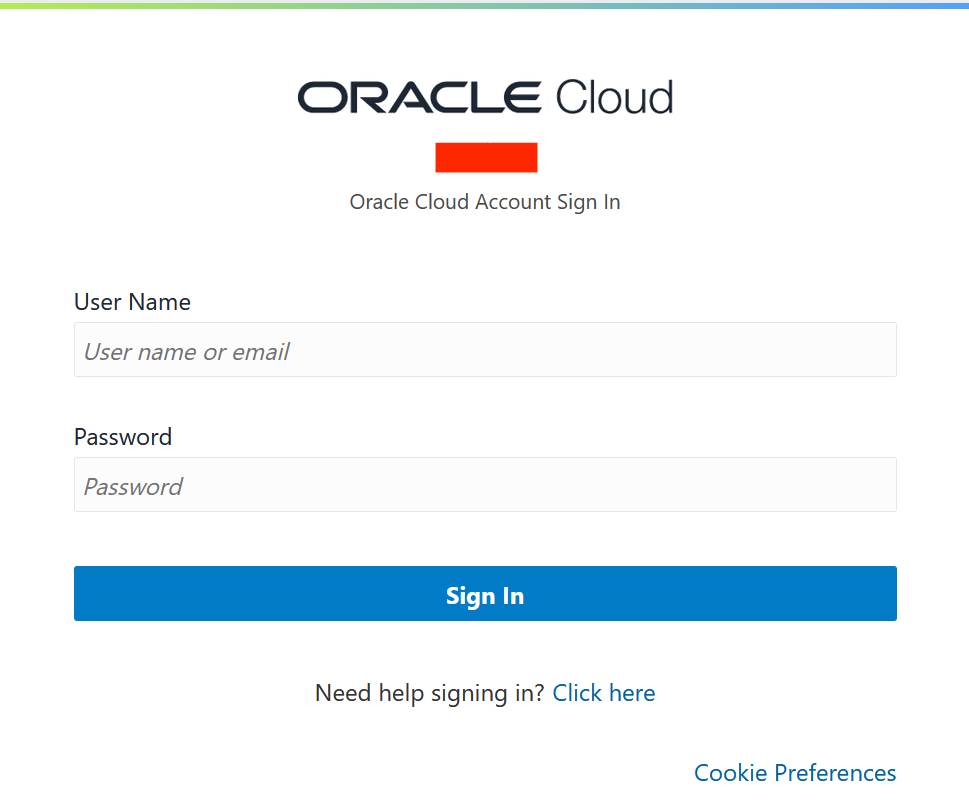 ORACLE Cloud
Oracle Cloud Account Sign In
User Name
User name or email
Password
Password
Sign In
Need help signing in? Click here
Cookie Preferences